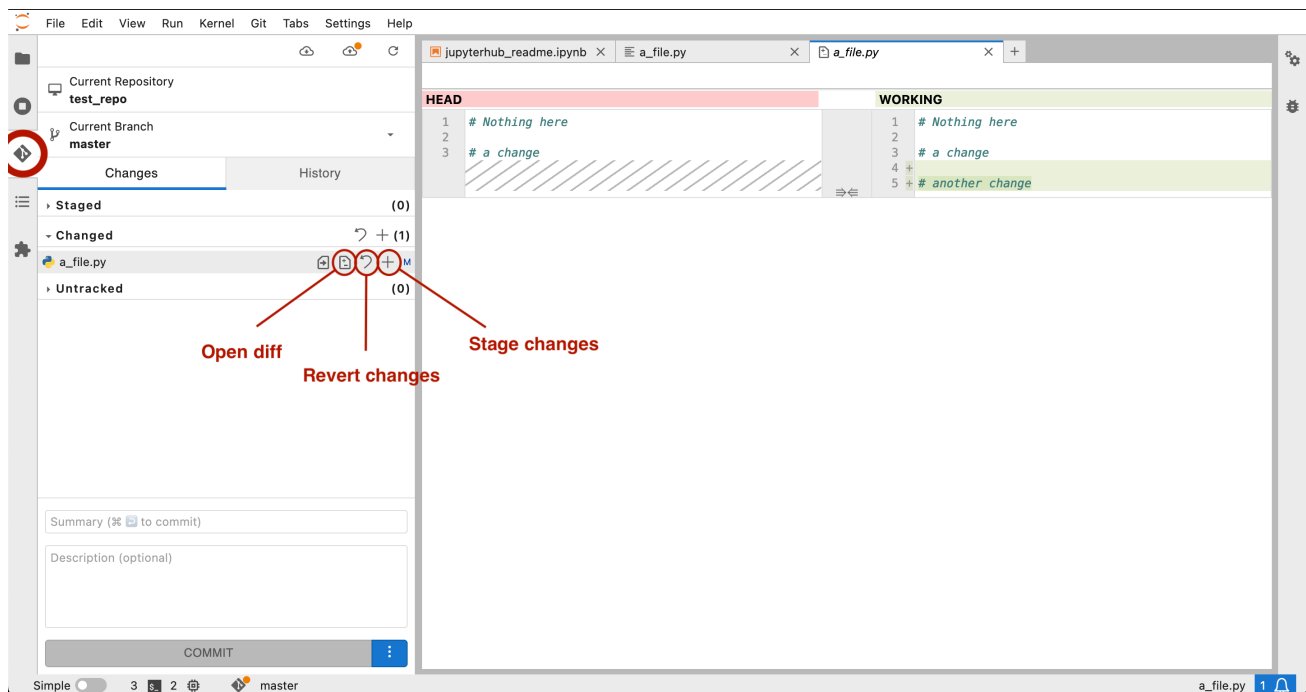 File Edit View Run Kernel Git Tabs Settings Help
jupyterhub_readme.ipynb
a_file.py
a_file.py
Current Repository
test_repo
Current Branch
master
Changes
History
Staged (0)
Changed (1)
a_file.py M
Untracked (0)
Open diff
Revert changes
Stage changes
HEAD
1 # Nothing here
2
3 # a change
WORKING
1 # Nothing here
2
3 # a change
4 +
5 + # another change
Summary (⌘ to commit)
Description (optional)
COMMIT
Simple 3 2 master
a_file.py 1